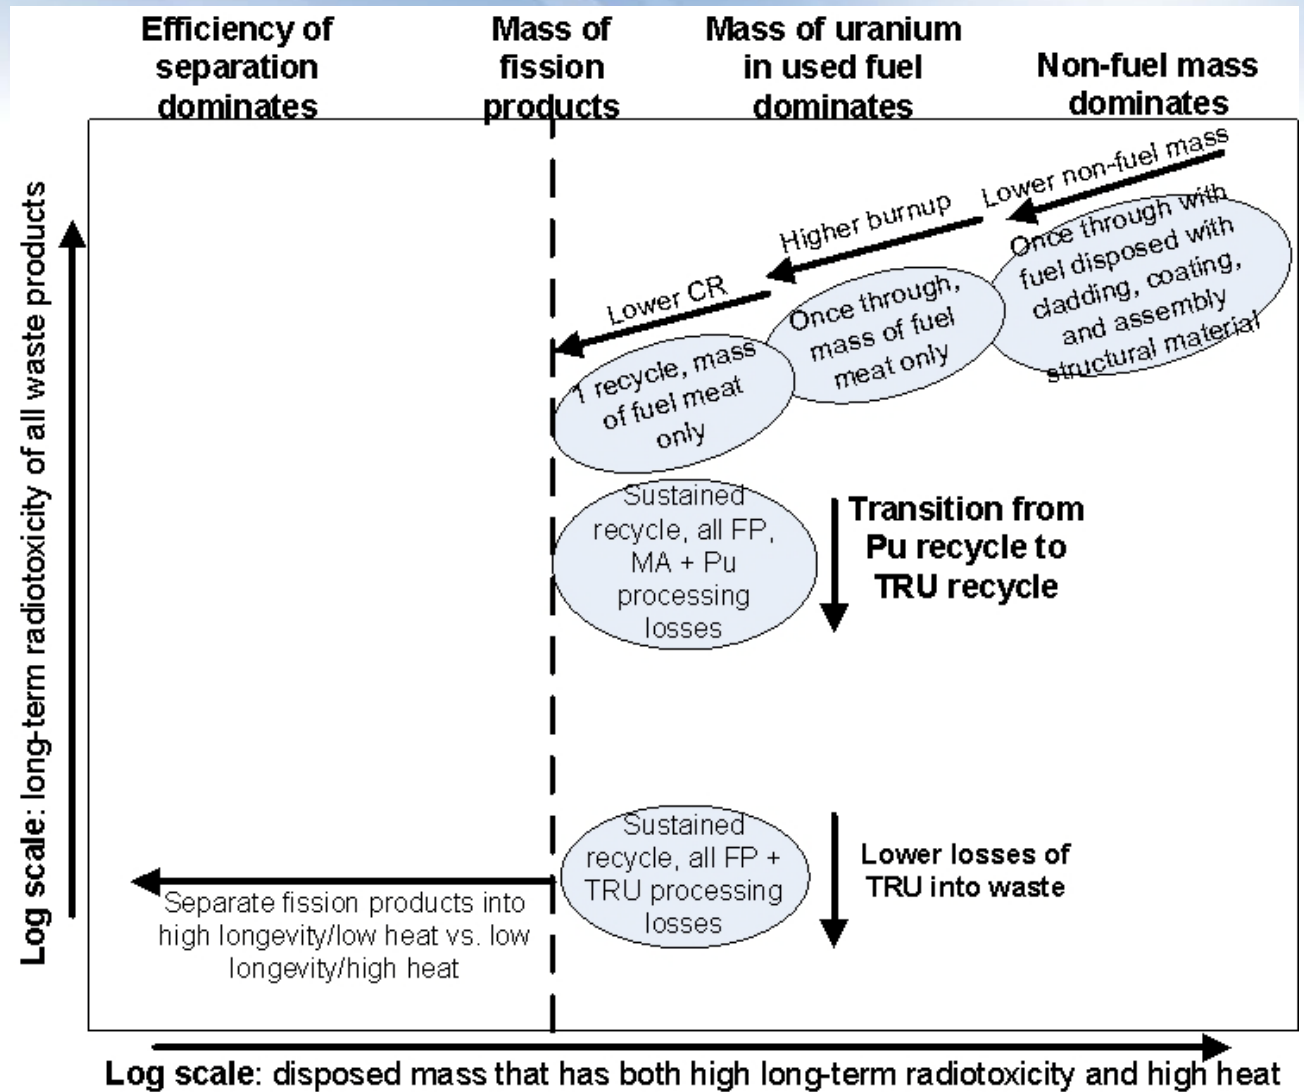 Efficiency of
separation
dominates
Mass of
fission
products
Mass of uranium
in used fuel
dominates
Non-fuel mass
dominates
Lower non-fuel mass
Higher burnup
Lower CR
Once through with
fuel disposed with
cladding, coating,
and assembly
structural material
Once through,
mass of fuel
meat only
1 recycle, mass
of fuel meat
only
Sustained
recycle, all FP,
MA + Pu
processing
losses
Transition from
Pu recycle to
TRU recycle
Sustained
recycle, all FP +
TRU processing
losses
Lower losses of
TRU into waste
Separate fission products into
high longevity/low heat vs. low
longevity/high heat
Log scale: long-term radiotoxicity of all waste products
Log scale: disposed mass that has both high long-term radiotoxicity and high heat